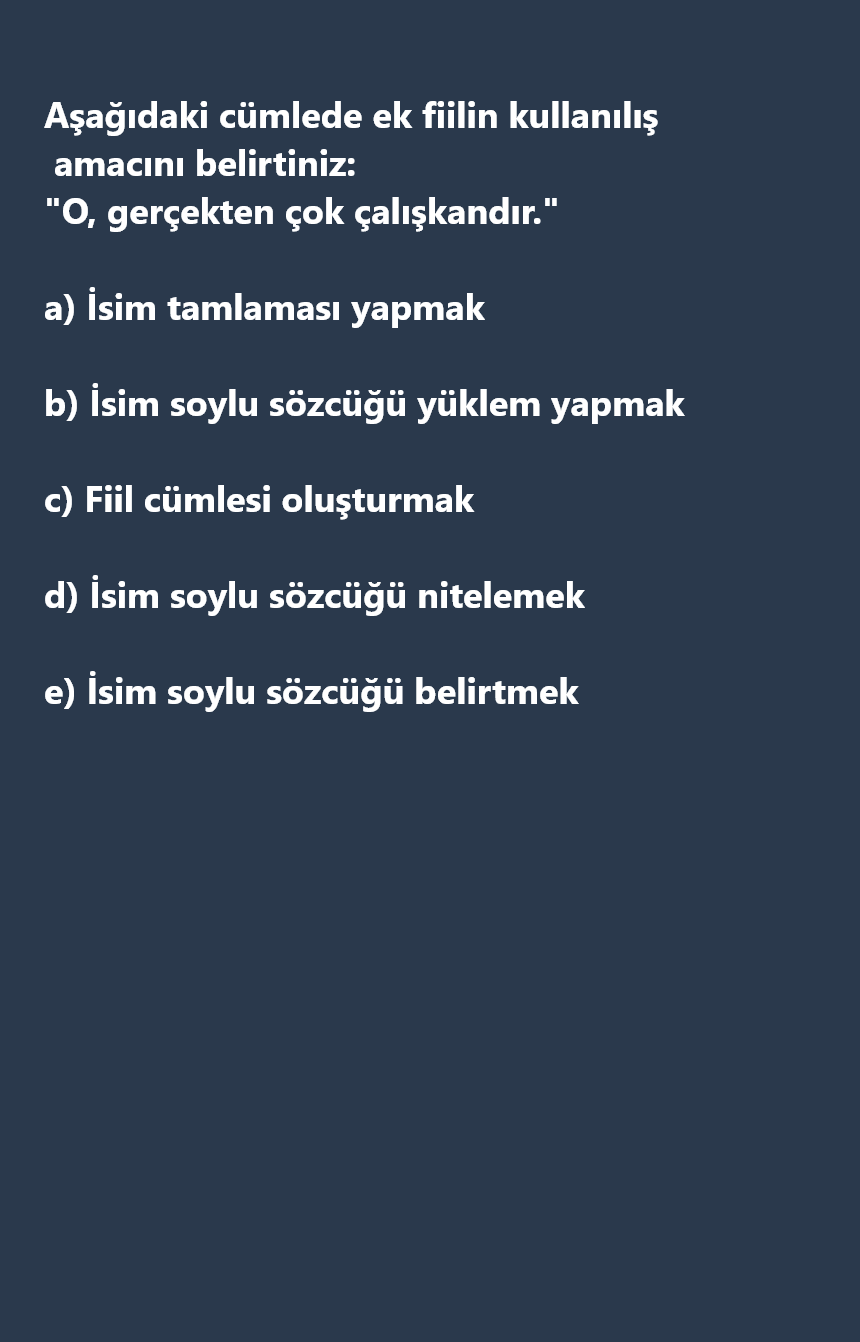 Aşağıdaki cümlede ek fiilin kullanılış
amacını belirtiniz:
"O, gerçekten çok çalışkandır."
a) İsim tamlaması yapmak
b) İsim soylu sözcüğü yüklem yapmak
c) Fiil cümlesi oluşturmak
d) İsim soylu sözcüğü nitelemek
e) İsim soylu sözcüğü belirtmek